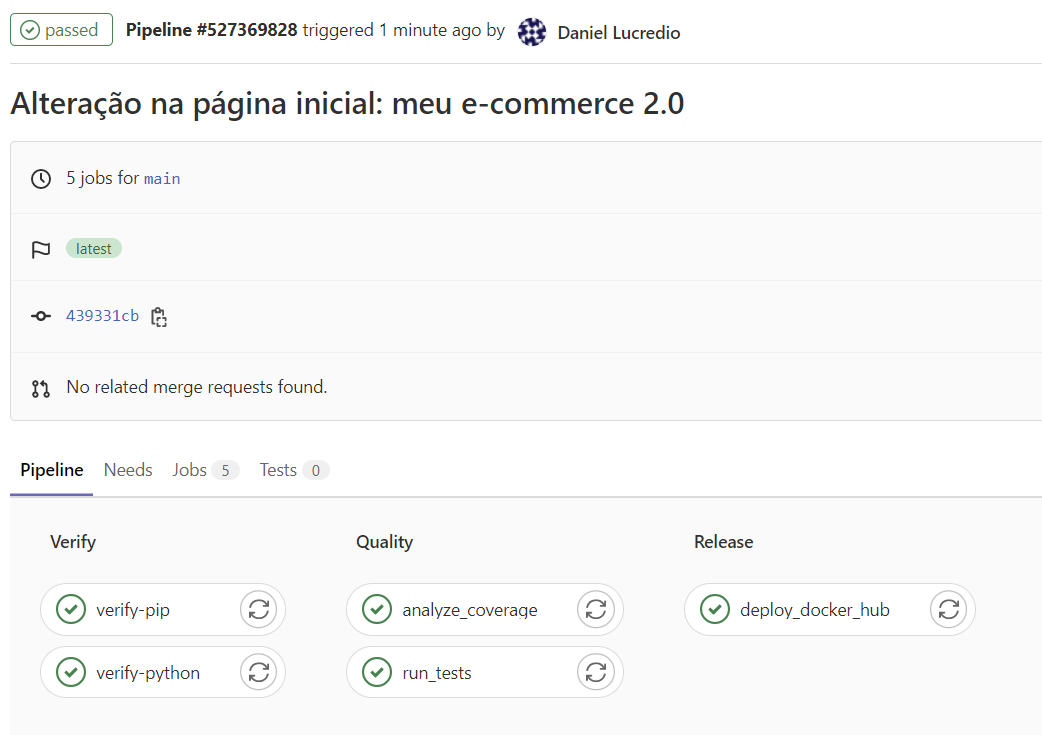 passed Pipeline #527369828 triggered 1 minute ago by Daniel Lucredio
Alteração na página inicial: meu e-commerce 2.0
5 jobs for main
latest
439331cb
No related merge requests found.
Pipeline Needs Jobs 5 Tests 0
Verify Quality Release
verify-pip analyze_coverage deploy_docker_hub
verify-python run_tests